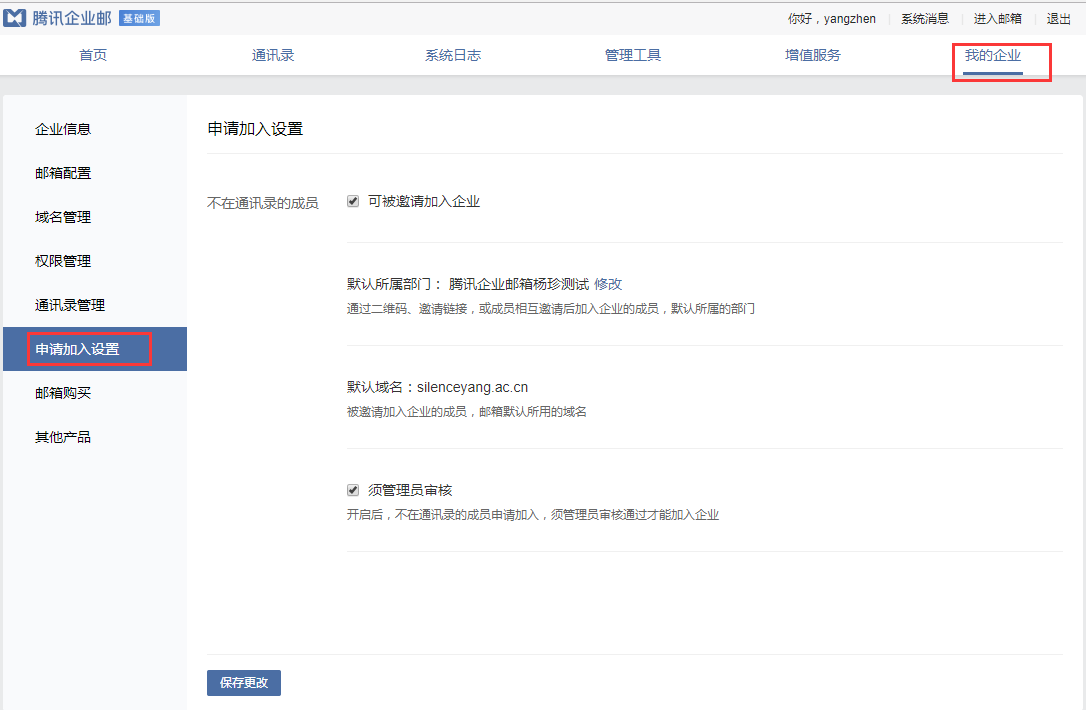 腾讯企业邮 基础版 你好，yangzhen 系统消息 进入邮箱 退出
首页 通讯录 系统日志 管理工具 增值服务 我的企业
企业信息
邮箱配置
域名管理
权限管理
通讯录管理
申请加入设置
邮箱购买
其他产品
申请加入设置
不在通讯录的成员 可被邀请加入企业
默认所属部门： 腾讯企业邮箱杨珍测试 修改
通过二维码、邀请链接，或成员相互邀请后加入企业的成员，默认所属的部门
默认域名：silenceyang.ac.cn
被邀请加入企业的成员，邮箱默认所用的域名
须管理员审核
开启后，不在通讯录的成员申请加入，须管理员审核通过才能加入企业
保存更改